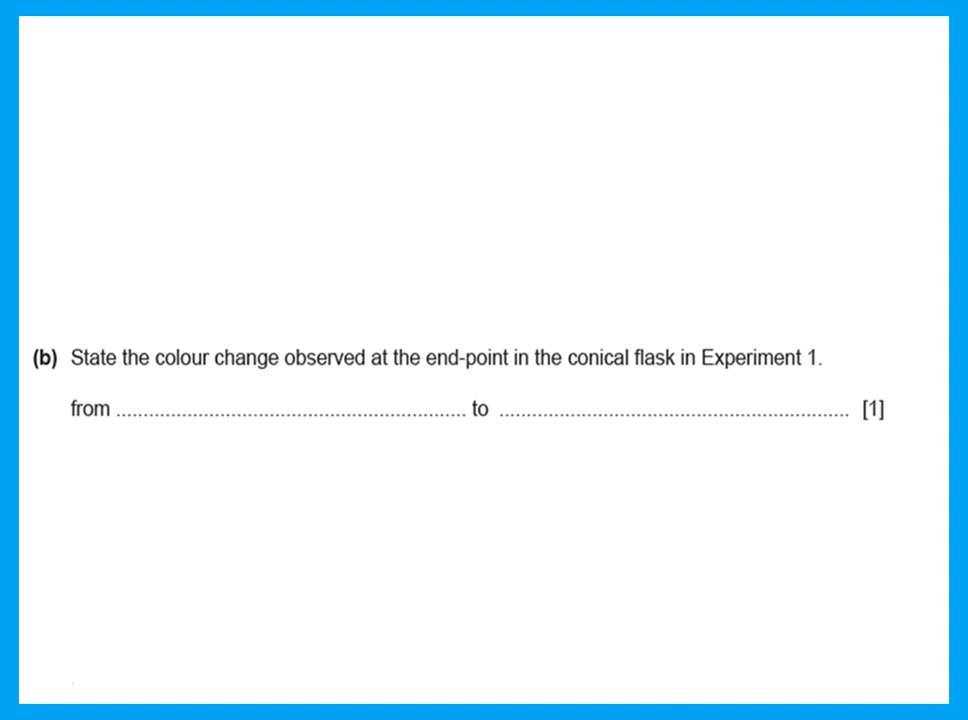 (b) State the colour change observed at the end-point in the conical flask in Experiment 1.
from ................................................................ to ................................................................ [1]